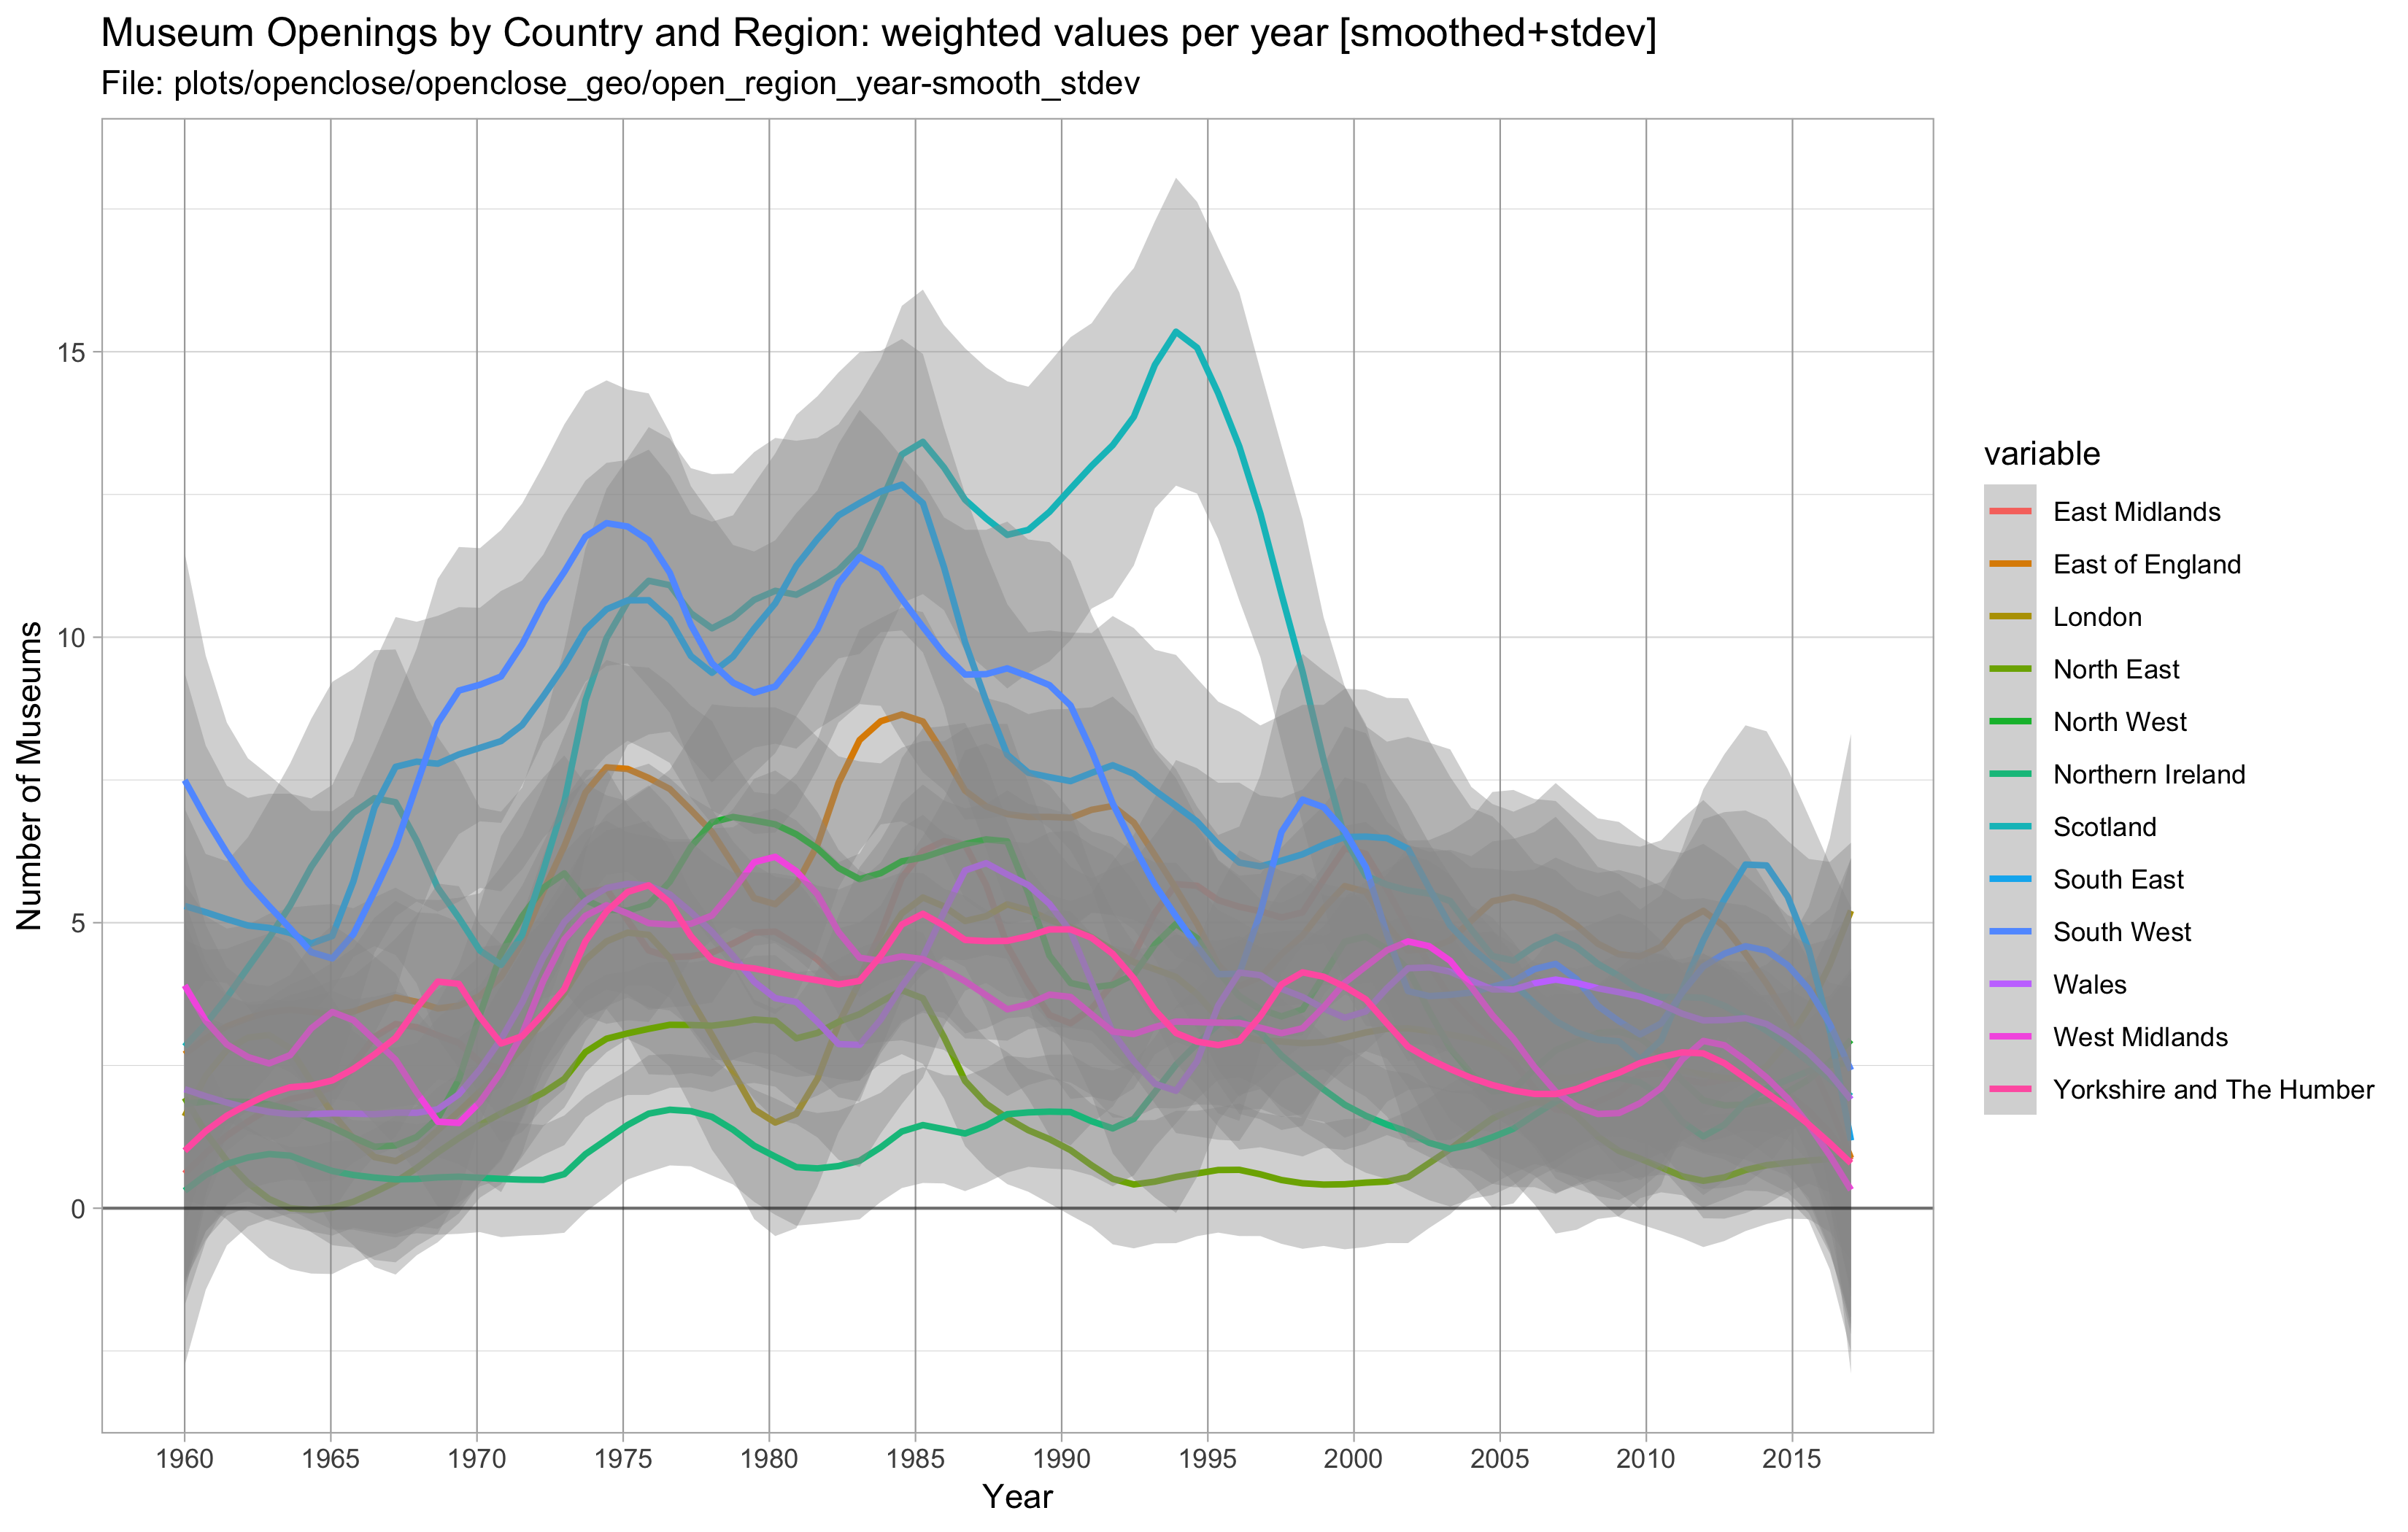 Museum Openings by Country and Region: weighted values per year [smoothed+stdev]
File: plots/openclose/openclose_geo/open_region_year-smooth_stdev
Number of Museums
15
10
5
0
1960 1965 1970 1975 1980 1985 1990 1995 2000 2005 2010 2015
Year
variable
East Midlands
East of England
London
North East
North West
Northern Ireland
Scotland
South East
South West
Wales
West Midlands
Yorkshire and The Humber